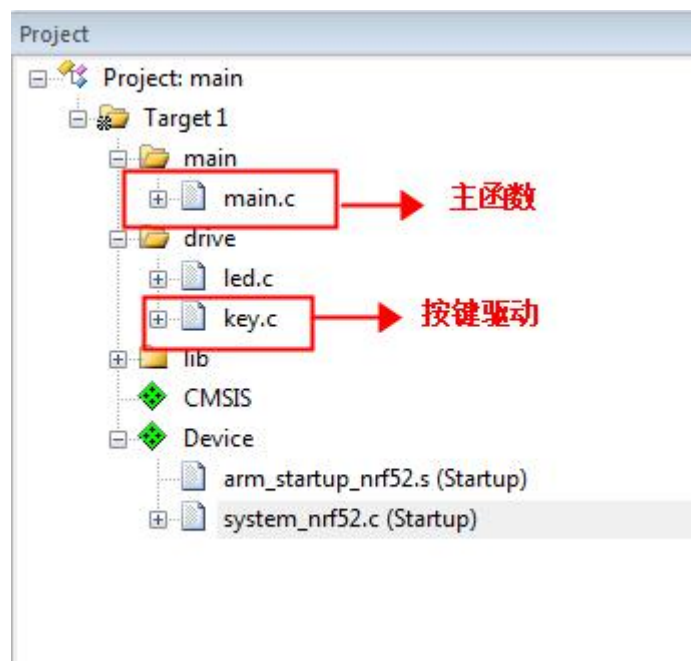 Project
Project: main
Target 1
main
main.c
主函数
drive
led.c
key.c
按键驱动
lib
CMSIS
Device
arm_startup_nrf52.s (Startup)
system_nrf52.c (Startup)